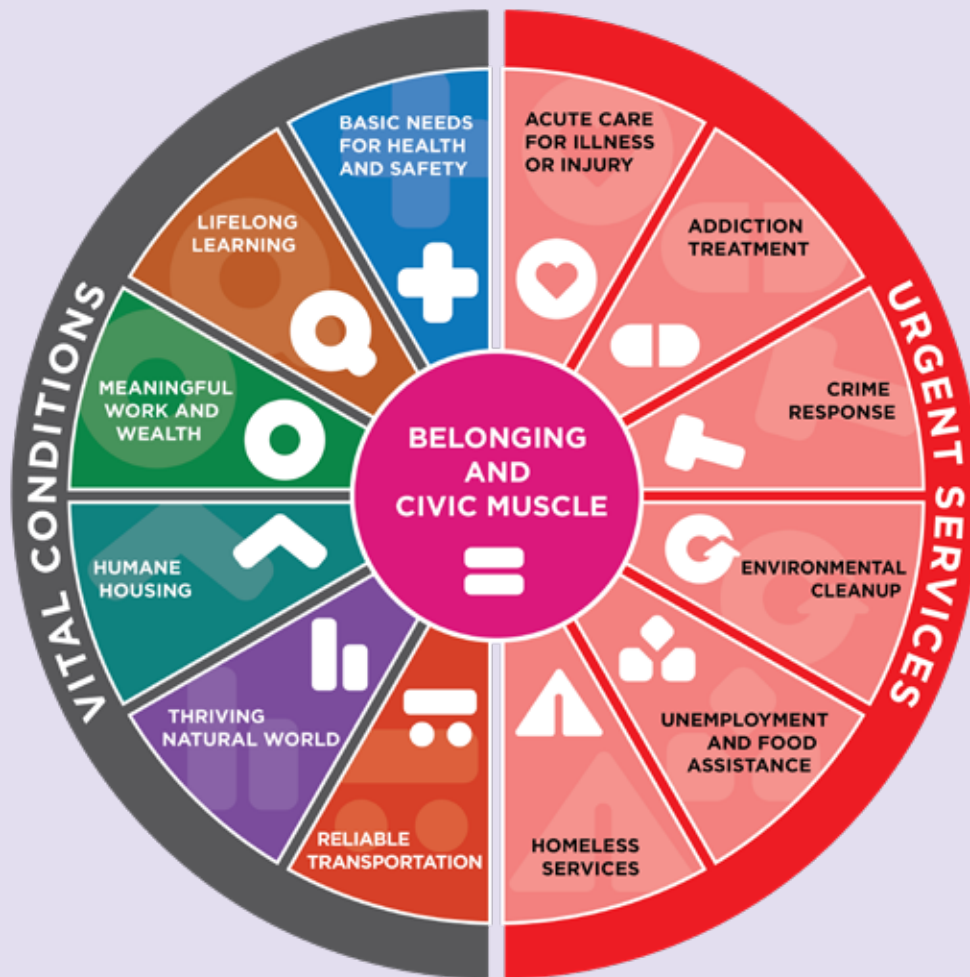 VITAL CONDITIONS
BASIC NEEDS
FOR HEALTH
AND SAFETY
LIFELONG
LEARNING
MEANINGFUL
WORK AND
WEALTH
HUMANE
HOUSING
THRIVING
NATURAL WORLD
RELIABLE
TRANSPORTATION
BELONGING
AND
CIVIC MUSCLE
URGENT SERVICES
ACUTE CARE
FOR ILLNESS
OR INJURY
ADDICTION
TREATMENT
CRIME
RESPONSE
ENVIRONMENTAL
CLEANUP
UNEMPLOYMENT
AND FOOD
ASSISTANCE
HOMELESS
SERVICES